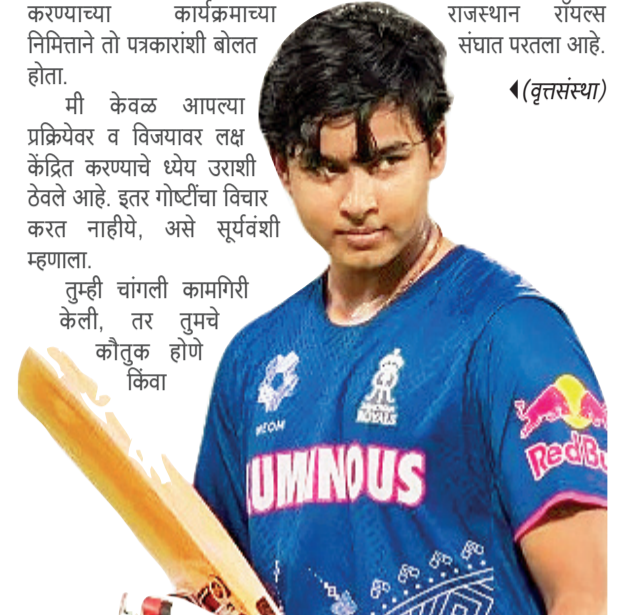 करण्याच्या कार्यक्रमाच्या
निमित्ताने तो पत्रकारांशी बोलत
होता.
मी केवळ आपल्या
प्रक्रियेवर व विजयावर लक्ष
केंद्रित करण्याचे ध्येय उराशी
ठेवले आहे. इतर गोष्टींचा विचार
करत नाहीये, असे सूर्यवंशी
म्हणाला.
तुम्ही चांगली कामगिरी
केली, तर तुमचे
कौतुक होणे
किंवा
राजस्थान रॉयल्स
संघात परतला आहे.
(वृत्तसंस्था)
ROYALS
LUMINOUS
Red Bu